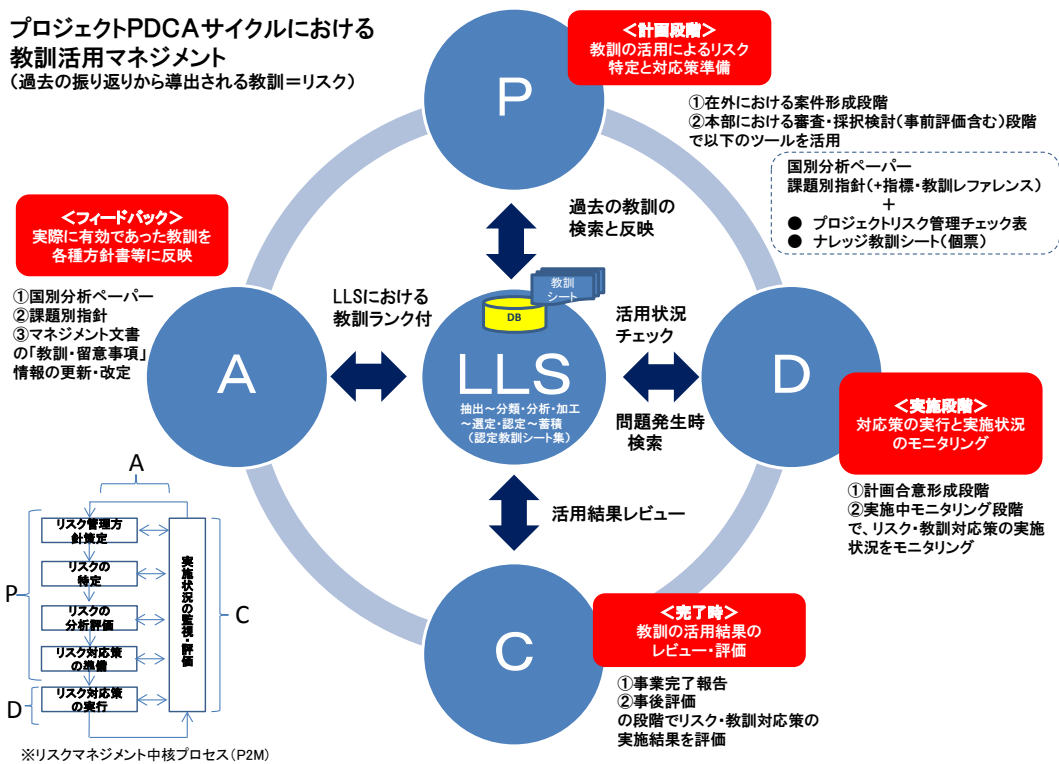 プロジェクトPDCAサイクルにおける
教訓活用マネジメント
(過去の振り返りから導出される教訓=リスク)
P
<計画段階>
教訓の活用によるリスク
特定と対応策準備
①在外における案件形成段階
②本部における審査・採択検討(事前評価含む)段階
で以下のツールを活用
国別分析ペーパー
課題別指針(+指標・教訓レファレンス)
+
● プロジェクトリスク管理チェック表
● ナレッジ教訓シート(個票)
過去の教訓の
検索と反映
<フィードバック>
実際に有効であった教訓を
各種方針書等に反映
①国別分析ペーパー
②課題別指針
③マネジメント文書
の「教訓・留意事項」
情報の更新・改定
A
LLSにおける
教訓ランク付
教訓
シート
DB
LLS
抽出～分類・分析・加工
～選定・認定～蓄積
(認定教訓シート集)
活用状況
チェック
問題発生時
検索
D
<実施段階>
対応策の実行と実施状況
のモニタリング
①計画合意形成段階
②実施中モニタリング段階
で、リスク・教訓対応策の実施
状況をモニタリング
活用結果レビュー
C
<完了時>
教訓の活用結果の
レビュー・評価
①事業完了報告
②事後評価
の段階でリスク・教訓対応策の
実施結果を評価
A
リスク管理方
針策定
リスクの
特定
P
リスクの
分析評価
リスク対応策
の準備
D
リスク対応策
の実行
実施状況の監視・評価
C
※リスクマネジメント中核プロセス(P2M)